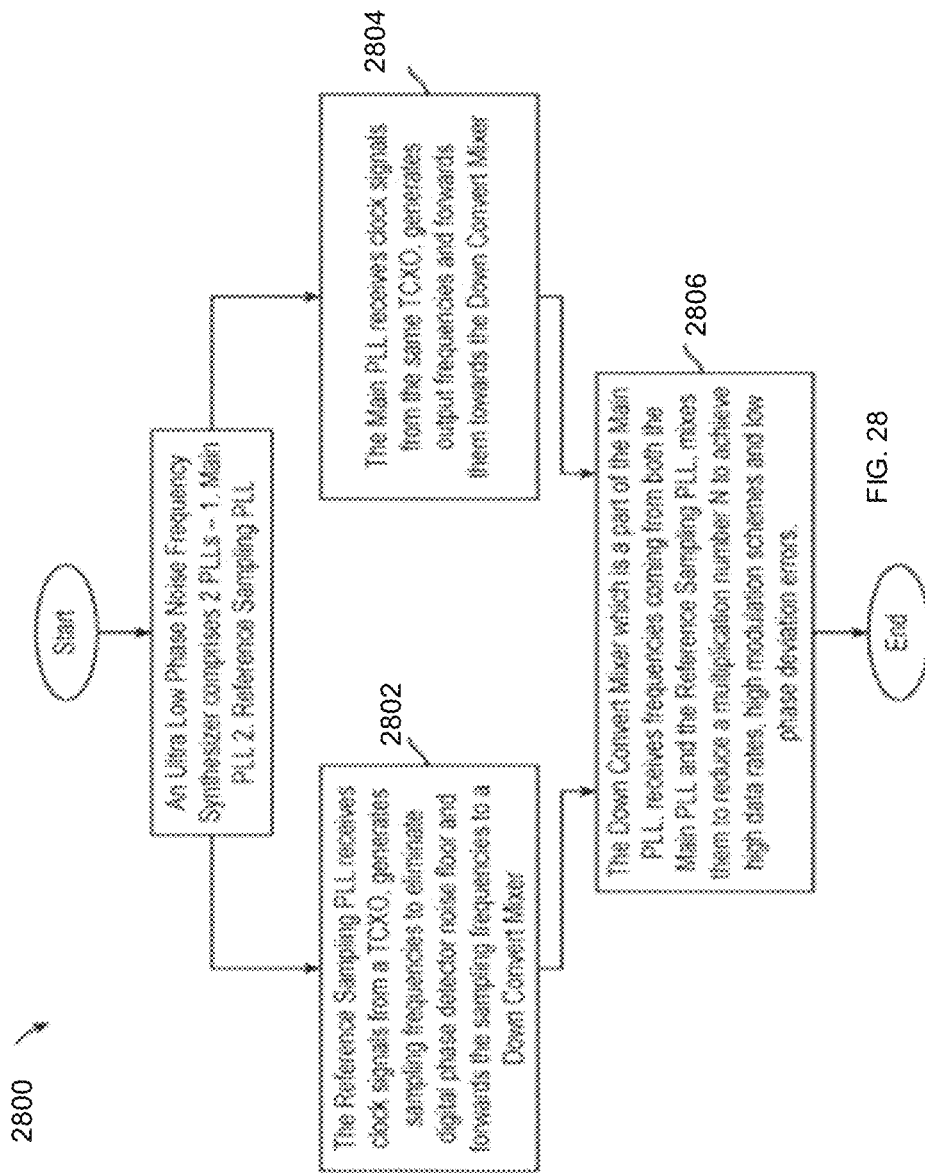 2800
Start
An Ultra Low Phase Noise Frequency
Synthesizer comprises 2 PLLs - 1. Main
PLL 2. Reference Sampling PLL
2802
The Reference Sampling PLL receives
clock signals from a TCXO, generates
sampling frequencies to eliminate
digital phase detector noise floor and
forwards the sampling frequencies to a
Down Convert Mixer
2804
The Main PLL receives clock signals
from the same TCXO, generates
output frequencies and forwards
them towards the Down Convert Mixer
2806
The Down Convert Mixer which is a part of the Main
PLL, receives frequencies coming from both the
Main PLL and the Reference Sampling PLL, mixes
them to reduce a multiplication number N to achieve
high data rates, high modulation schemes and low
phase deviation errors.
End
FIG. 28